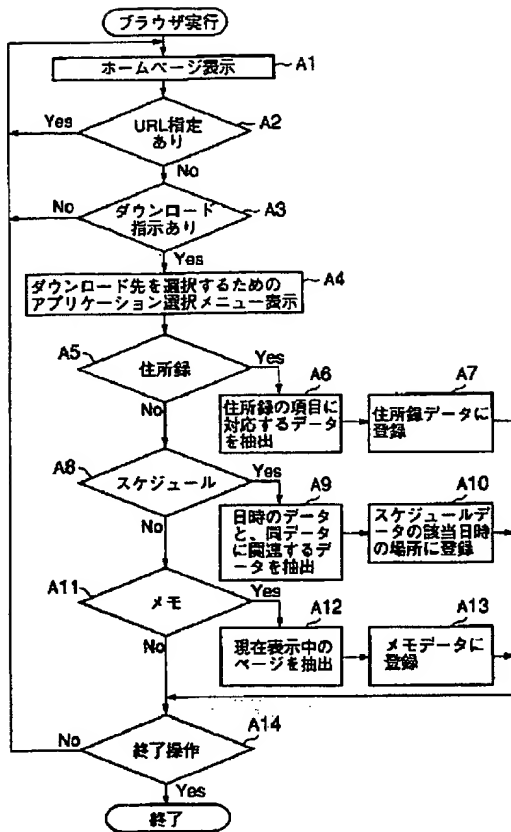 ブラウザ実行
ホームページ表示
A1
URL指定
あり
A2
Yes
No
ダウンロード
指示あり
A3
No
Yes
ダウンロード先を選択するための
アプリケーション選択メニュー表示
A4
A5
住所録
Yes
No
A6
住所録の項目に
対応するデータ
を抽出
A7
住所録データに
登録
A8
スケジュール
Yes
No
A9
日時のデータ
と、同データ
に関連するデー
タを抽出
A10
スケジュールデ
ータの該当日時
の場所に登録
A11
メモ
Yes
No
A12
現在表示中の
ページを抽出
A13
メモデータに
登録
A14
終了操作
No
Yes
終了